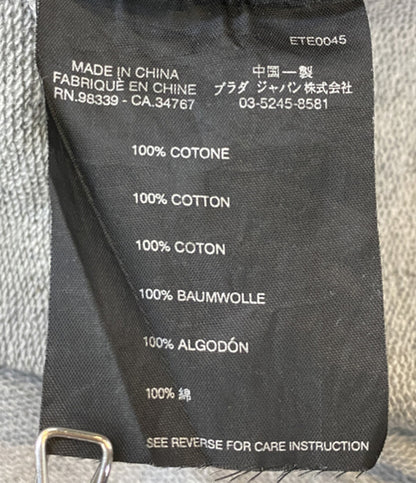 ETE0045
MADE IN CHINA
FABRIQUÈ EN CHINE
RN.98339 - CA.34767
中国一製
プラダ ジャパン株式会社
03-5245-8581
100% COTONE
100% COTTON
100% COTON
100% BAUMWOLLE
100% ALGODÓN
100% 綿
SEE REVERSE FOR CARE INSTRUCTION